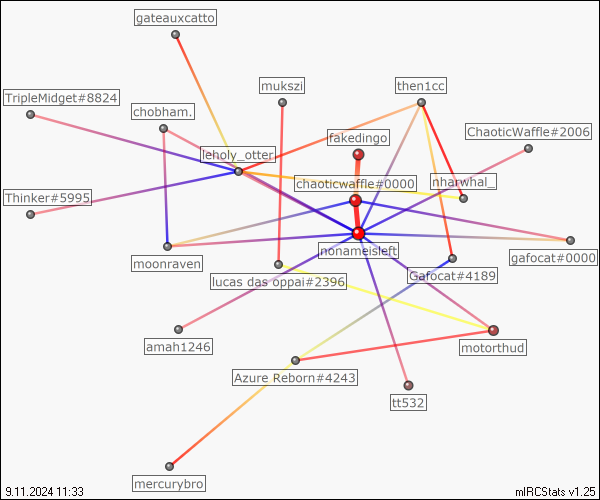 gateauxcatto
mukszi
then1cc
TripleMidget#8824
chobham.
fakedingo
ChaoticWaffle#2006
leholy_otter
chaoticwaffle#0000
nharwhal_
Thinker#5995
nonameisleft
moonraven
gafocat#0000
lucas das oppai#2396
Gafocat#4189
amah1246
motorthud
Azure Reborn#4243
tt532
mercurybro
9.11.2024 11:33
mIRCStats v1.25